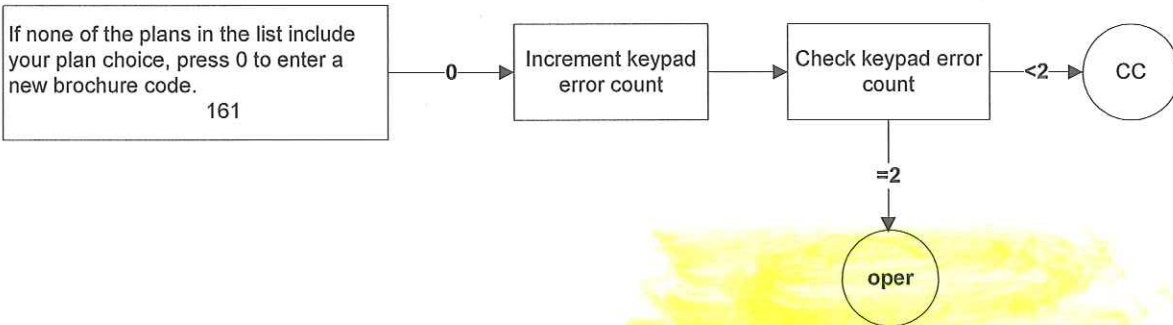 If none of the plans in the list include
your plan choice, press 0 to enter a
new brochure code.
161
0
Increment keypad
error count
Check keypad error
count
<2
CC
=2
oper